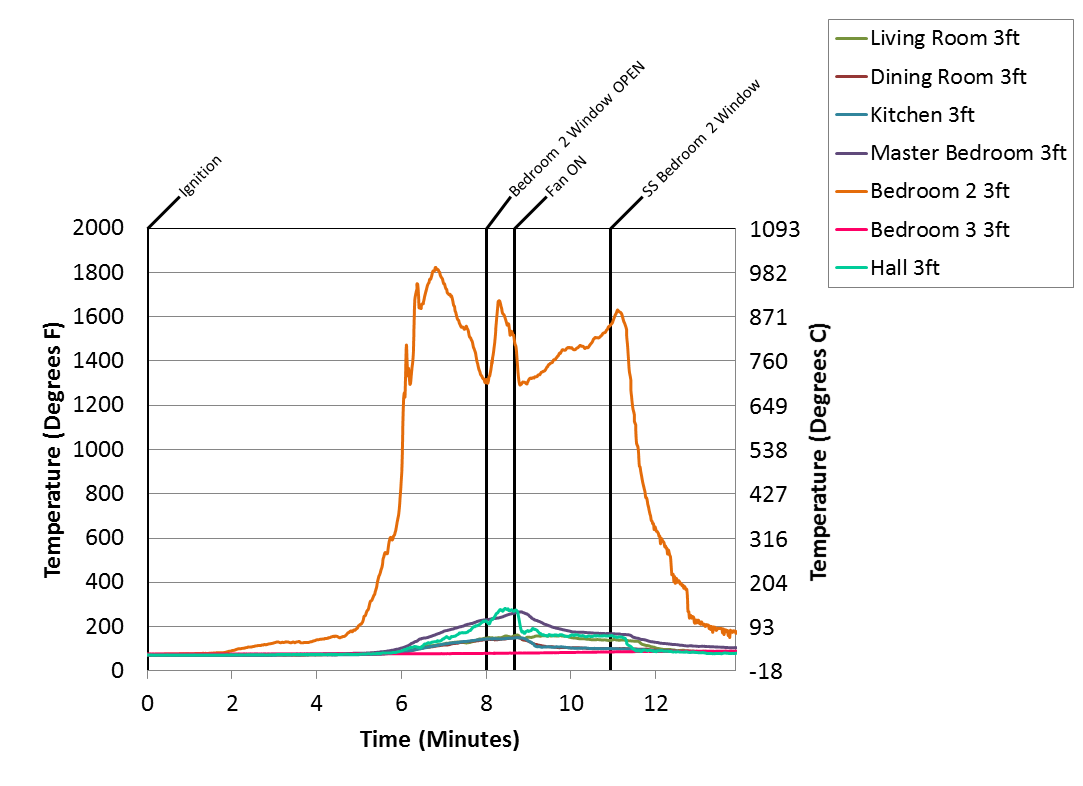 Living Room 3ft
Dining Room 3ft
Kitchen 3ft
Master Bedroom 3ft
Bedroom 2 3ft
Bedroom 3 3ft
Hall 3ft
Ignition
Bedroom 2 Window OPEN
Fan ON
SS Bedroom 2 Window
Temperature (Degrees F)
2000
1800
1600
1400
1200
1000
800
600
400
200
0
1093
982
871
760
649
538
427
316
204
93
-18
Temperature (Degrees C)
0 2 4 6 8 10 12
Time (Minutes)